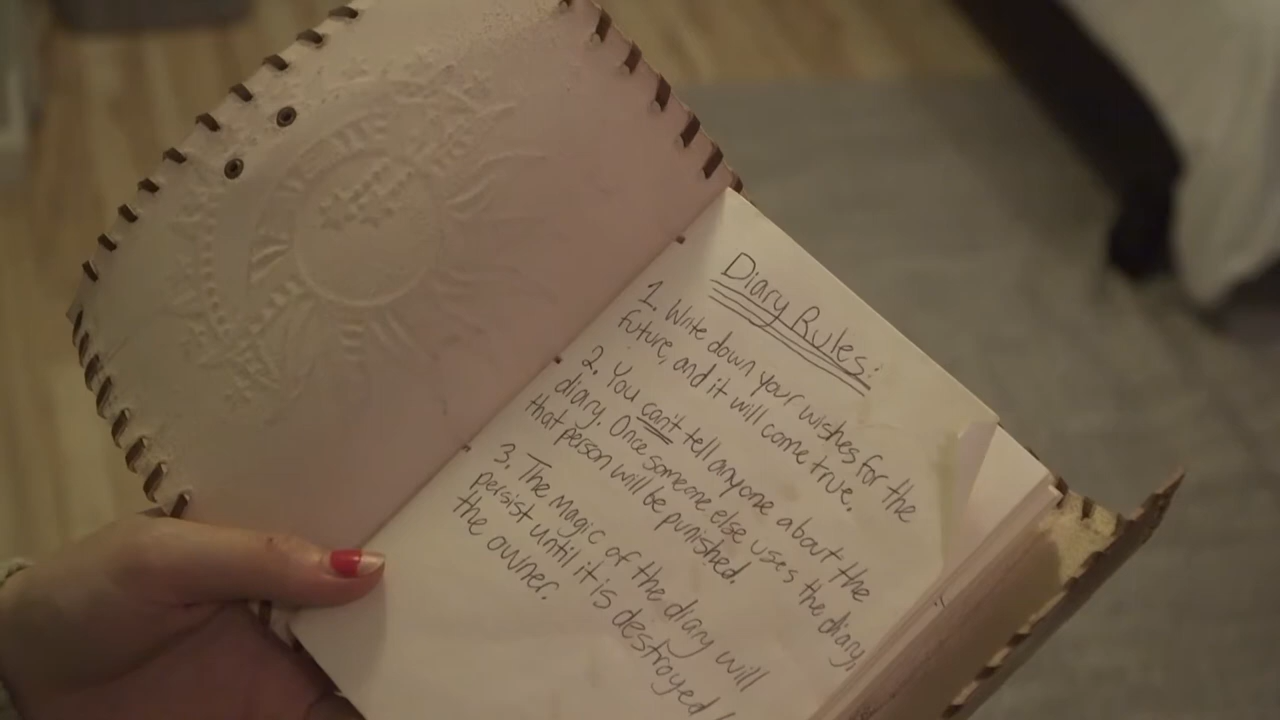 Diary Rules:
1. Write down your wishes for the
future, and it will come true.
2. You can't tell anyone about the
diary. Once someone else uses the diary,
that person will be punished.
3. The magic of the diary will
persist until it is destroyed
the owner.